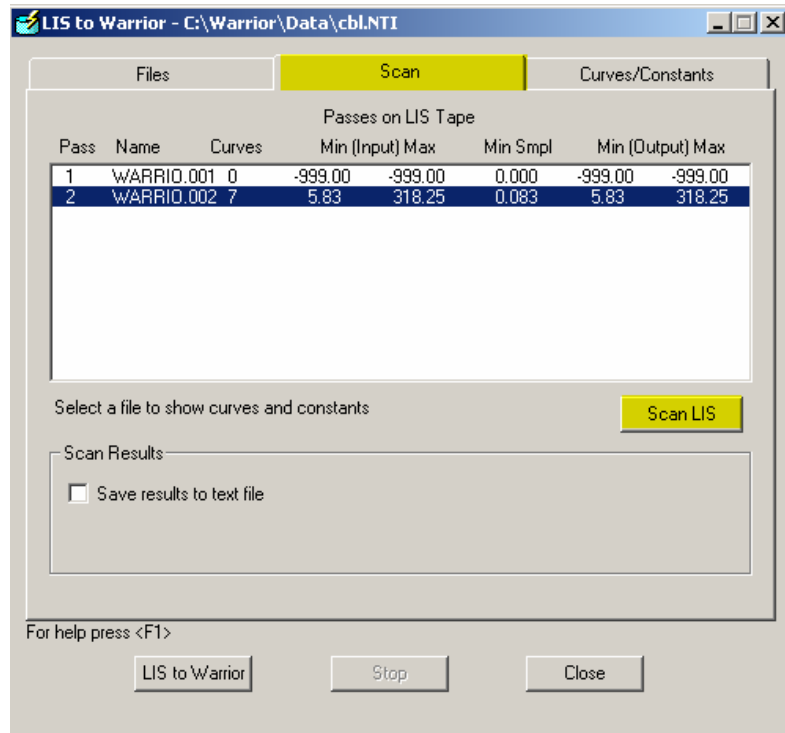 LIS to Warrior - C:\Warrior\Data\cbl.NTI
Files Scan Curves/Constants
Passes on LIS Tape
Pass Name Curves Min (Input) Max Min Smpl Min (Output) Max
1 WARRIO.001 0 -999.00 -999.00 0.000 -999.00 -999.00
2 WARRIO.002 7 5.83 318.25 0.083 5.83 318.25
Select a file to show curves and constants
Scan LIS
Scan Results
Save results to text file
For help press <F1>
LIS to Warrior Stop Close